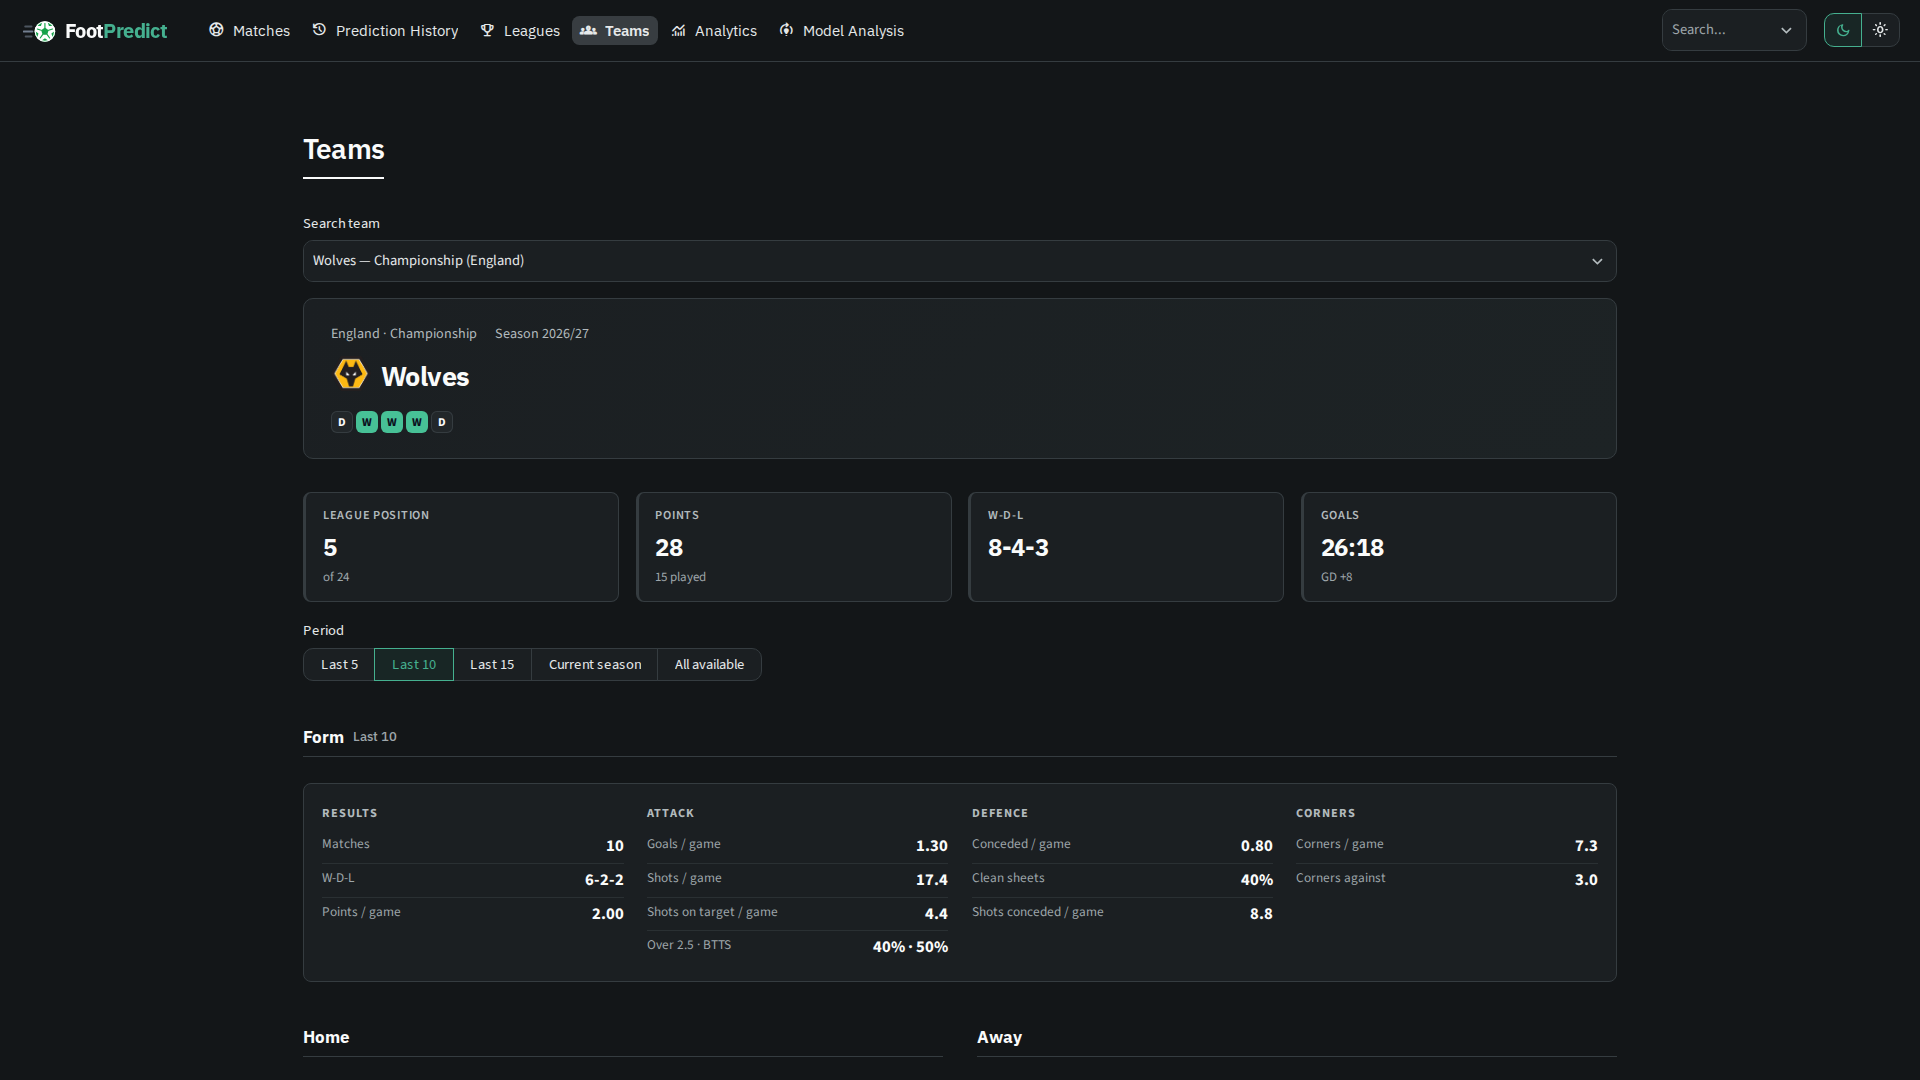 FootPredict Matches Prediction History Leagues Teams Analytics Model Analysis Search...
Teams
Search team
Wolves — Championship (England)
England · Championship Season 2026/27
Wolves
D W W W D
LEAGUE POSITION
5
of 24
POINTS
28
15 played
W-D-L
8-4-3
GOALS
26:18
GD +8
Period
Last 5 Last 10 Last 15 Current season All available
Form Last 10
RESULTS
Matches 10
W-D-L 6-2-2
Points / game 2.00
ATTACK
Goals / game 1.30
Shots / game 17.4
Shots on target / game 4.4
Over 2.5 · BTTS 40% · 50%
DEFENCE
Conceded / game 0.80
Clean sheets 40%
Shots conceded / game 8.8
CORNERS
Corners / game 7.3
Corners against 3.0
Home
Away